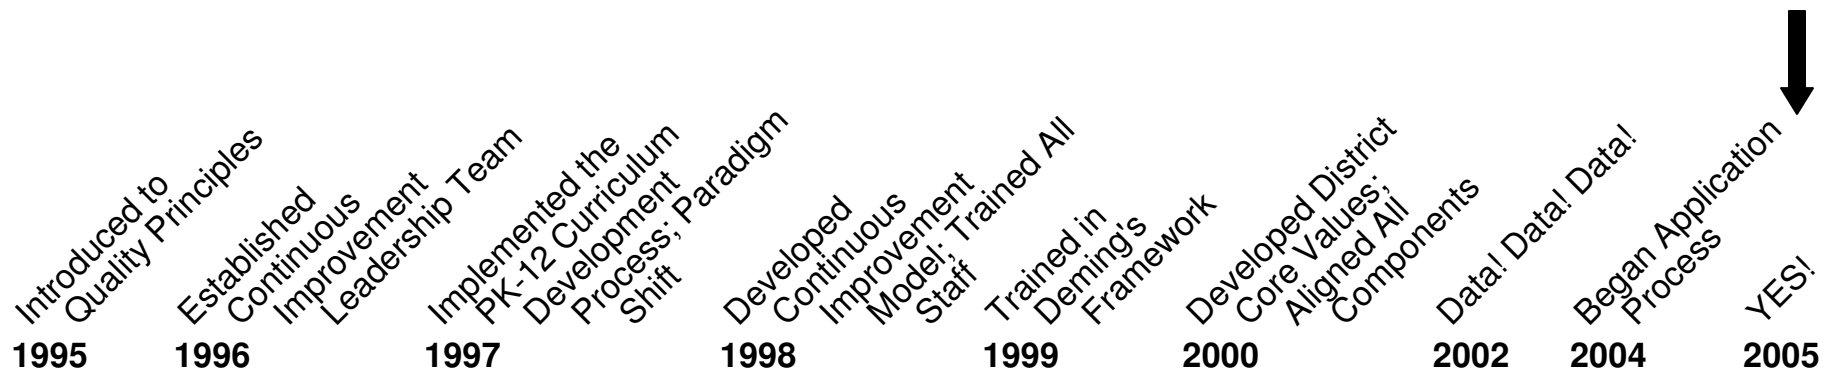 Introduced to
Quality Principles
1995
Established
Continuous
Improvement
Leadership Team
1996
Implemented the
PK-12 Curriculum
Development
Process; Paradigm
Shift
1997
Developed
Continuous
Improvement
Model; Trained All
Staff
1998
Trained in
Deming's
Framework
1999
Developed District
Core Values;
Aligned All
Components
2000
Data! Data! Data!
2002
Began Application
Process
2004
YES!
2005